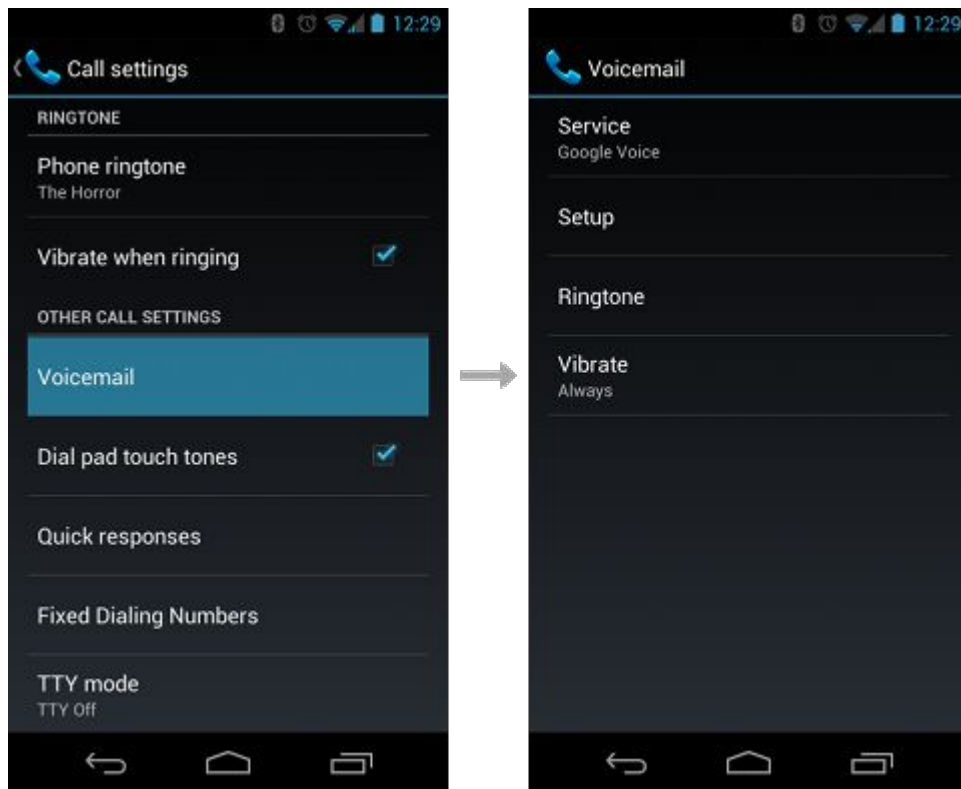 12:29
Call settings
RINGTONE
Phone ringtone
The Horror
Vibrate when ringing
OTHER CALL SETTINGS
Voicemail
Dial pad touch tones
Quick responses
Fixed Dialing Numbers
TTY mode
TTY Off
12:29
Voicemail
Service
Google Voice
Setup
Ringtone
Vibrate
Always